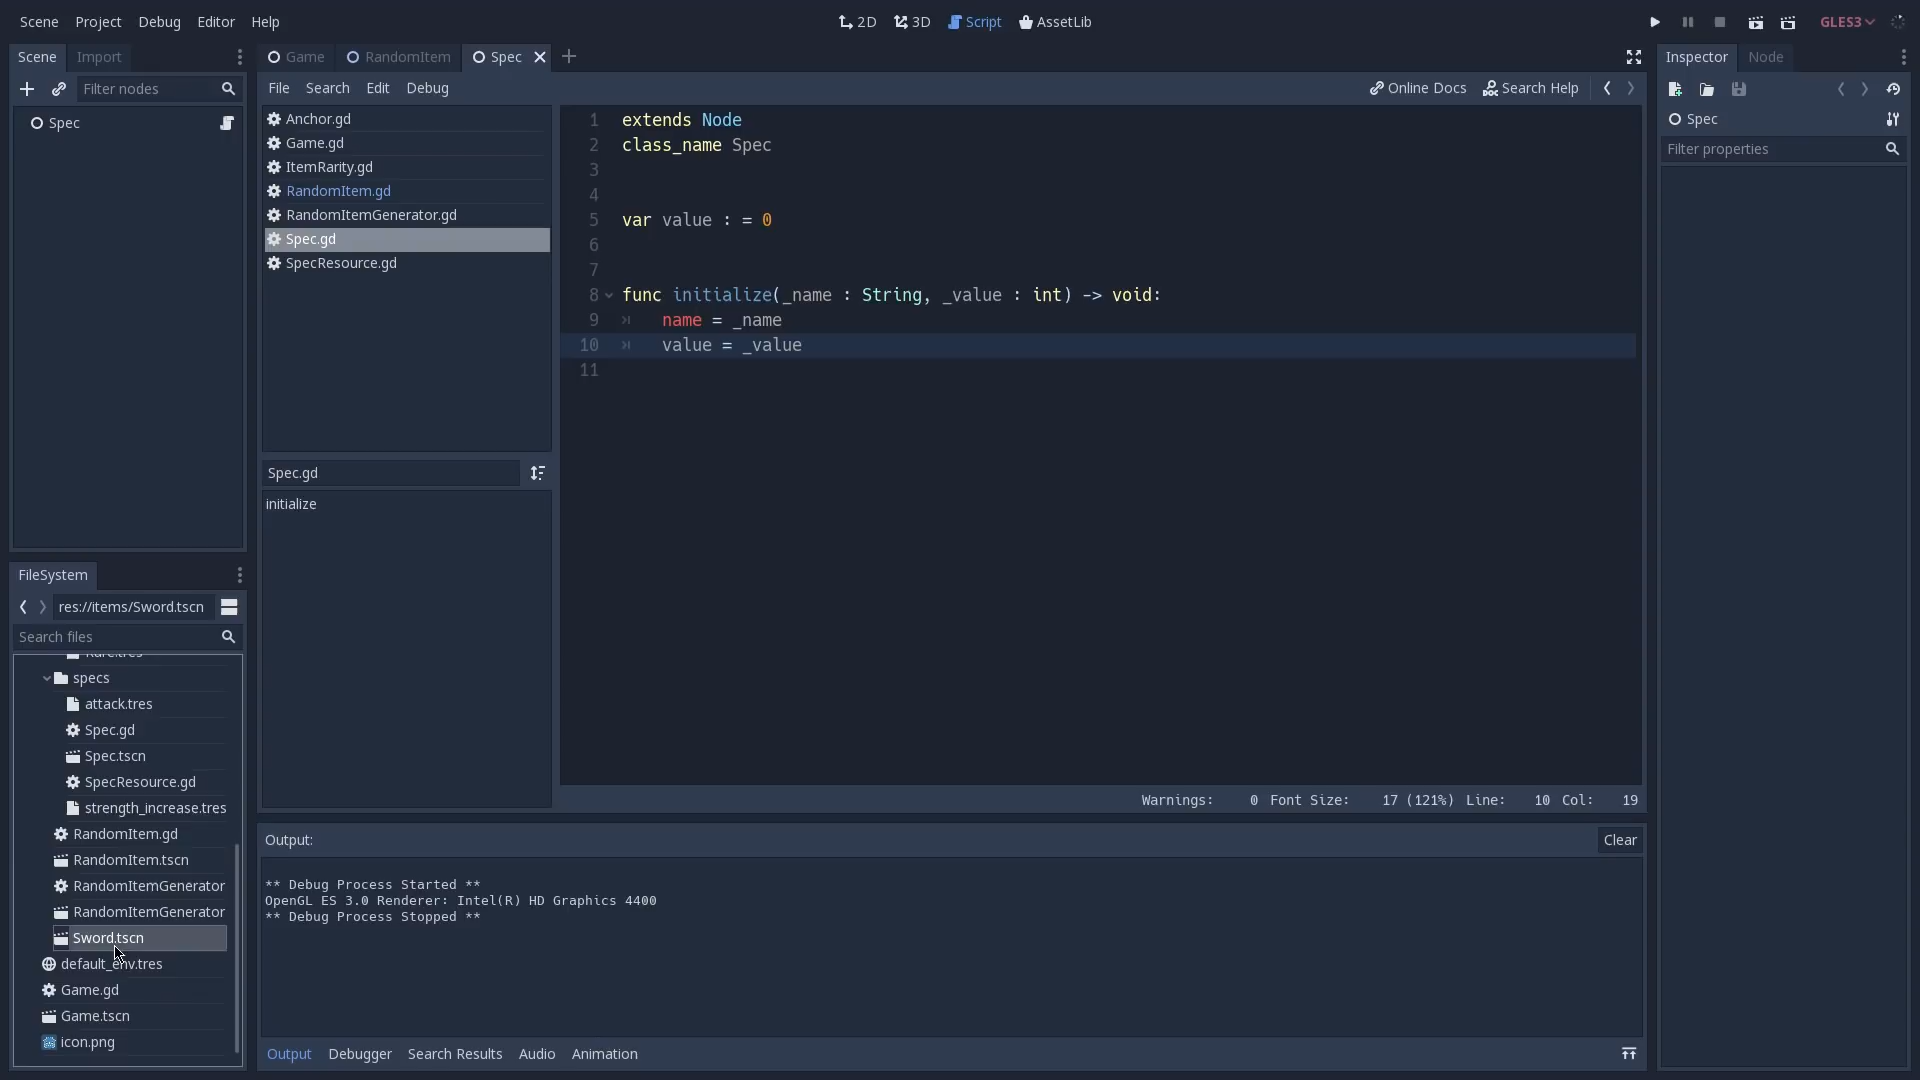 Scene Project Debug Editor Help
2D 3D Script AssetLib
GLES3
Scene Import
Filter nodes
Spec
Game RandomItem Spec
File Search Edit Debug
Online Docs Search Help
Anchor.gd
Game.gd
ItemRarity.gd
RandomItem.gd
RandomItemGenerator.gd
Spec.gd
SpecResource.gd
Spec.gd
initialize
1 extends Node
2 class_name Spec
3
4
5 var value : = 0
6
7
8 func initialize(_name : String, _value : int) -> void:
9 name = _name
10 value = _value
11
Warnings: 0 Font Size: 17 (121%) Line: 10 Col: 19
FileSystem
res://items/Sword.tscn
Search files
Rare.tres
specs
attack.tres
Spec.gd
Spec.tscn
SpecResource.gd
strength_increase.tres
RandomItem.gd
RandomItem.tscn
RandomItemGenerator
RandomItemGenerator
Sword.tscn
default_env.tres
Game.gd
Game.tscn
icon.png
Output:
Clear
** Debug Process Started **
OpenGL ES 3.0 Renderer: Intel(R) HD Graphics 4400
** Debug Process Stopped **
Output Debugger Search Results Audio Animation
Inspector Node
Spec
Filter properties